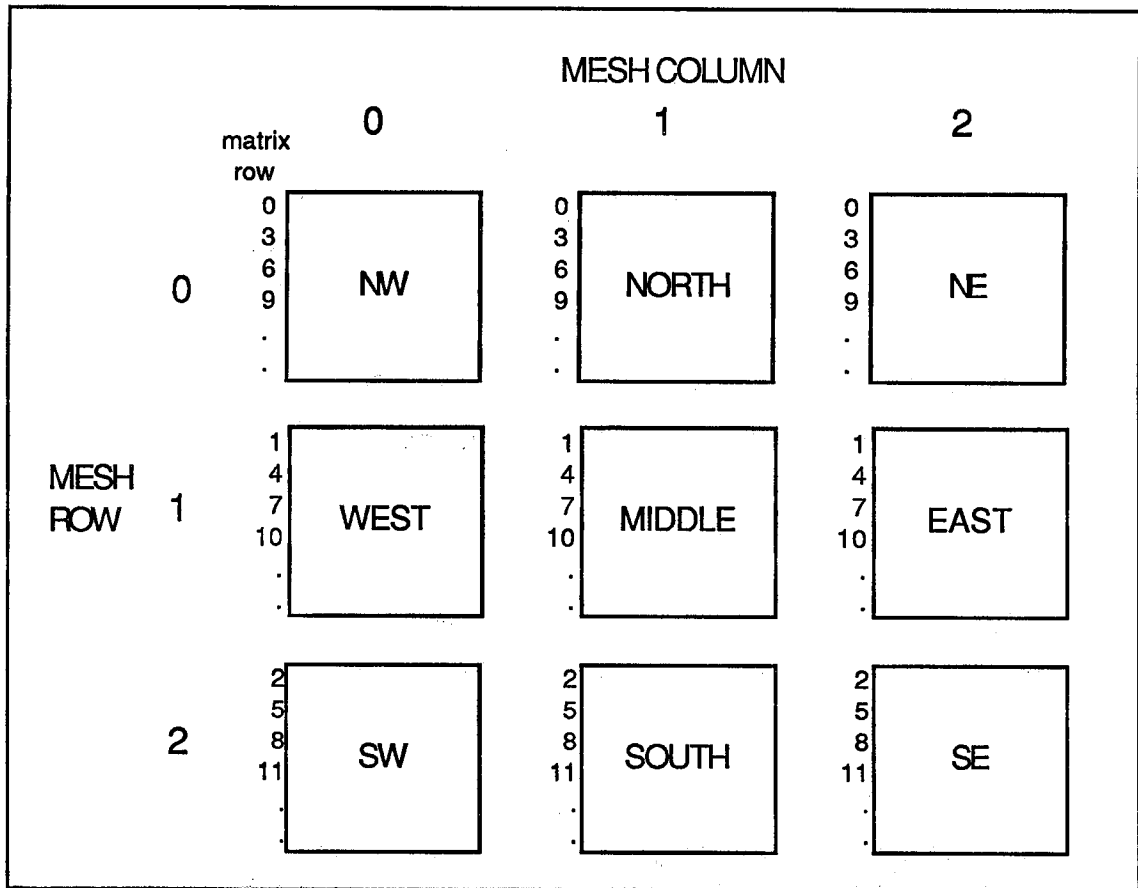 MESH COLUMN
0 1 2
matrix
row
0 0 0
3 3 3
6 6 6
0 NW NORTH NE
9 9 9
. . .
. . .
1 1 1
4 4 4
MESH
7 7 7
ROW 1 WEST MIDDLE EAST
10 10 10
. . .
. . .
2 2 2
5 5 5
8 8 8
2 SW SOUTH SE
11 11 11
. . .
. . .